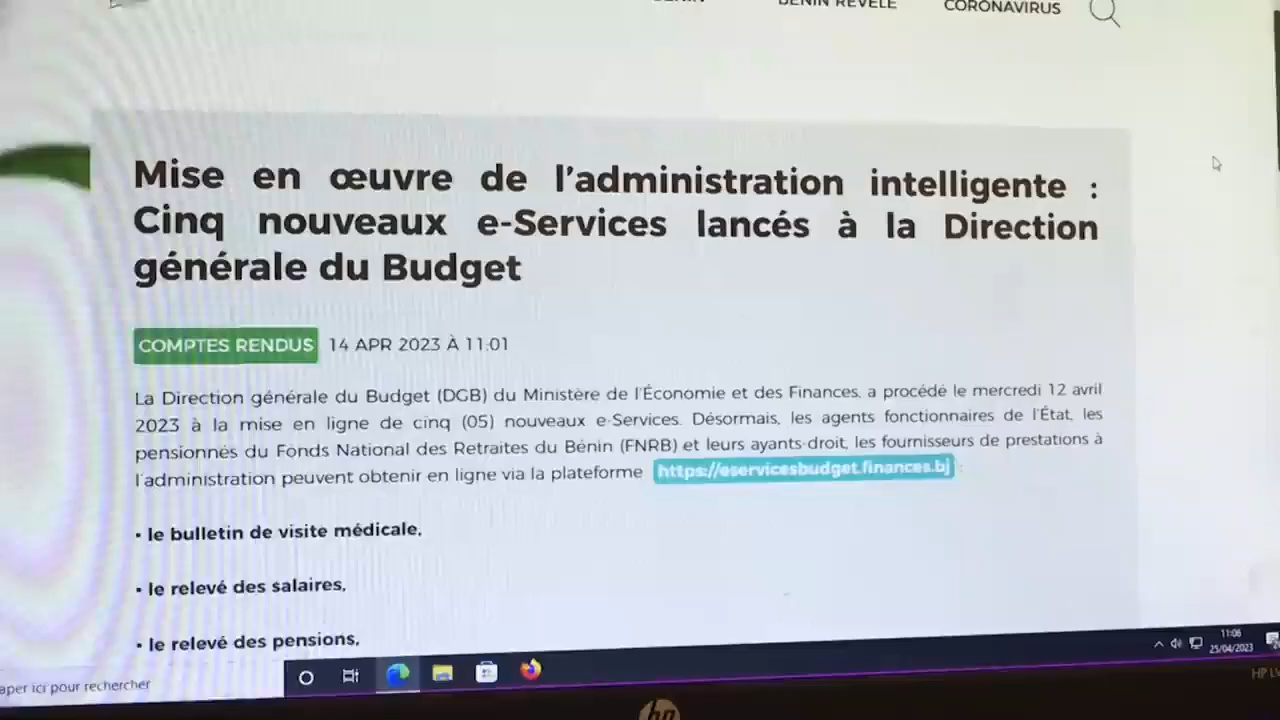 BÉNIN RÉVÉLÉ
CORONAVIRUS
Mise en œuvre de l'administration intelligente :
Cinq nouveaux e-Services lancés à la Direction
générale du Budget
COMPTES RENDUS 14 APR 2023 À 11:01
La Direction générale du Budget (DGB) du Ministère de l'Économie et des Finances, a procédé le mercredi 12 avril
2023 à la mise en ligne de cinq (05) nouveaux e-Services. Désormais, les agents fonctionnaires de l'État, les
pensionnés du Fonds National des Retraites du Bénin (FNRB) et leurs ayants-droit, les fournisseurs de prestations à
l'administration peuvent obtenir en ligne via la plateforme https://eservicesbudget.finances.bj :
• le bulletin de visite médicale,
• le relevé des salaires,
• le relevé des pensions,
11:06
25/04/2023
aper ici pour rechercher
hp
HP